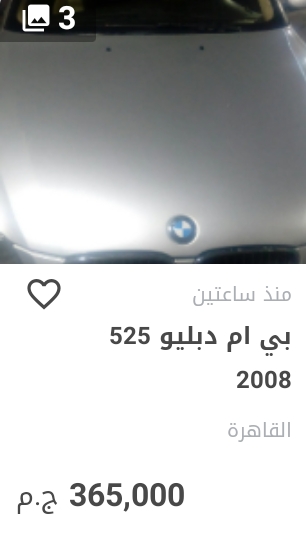 3
منذ ساعتين
بي ام دبليو 525
2008
القاهرة
365,000 ج.م